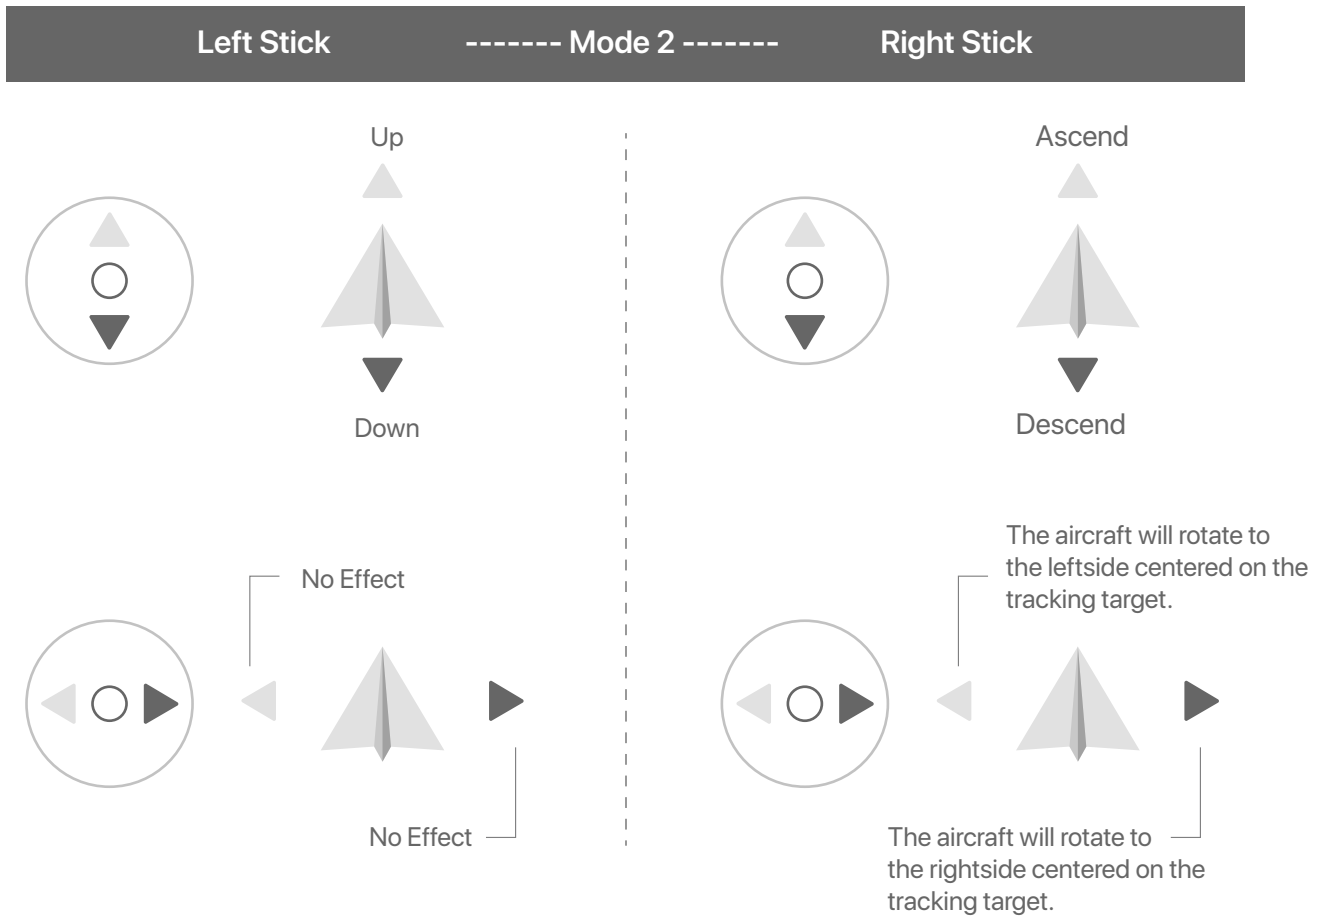 Left Stick ------- Mode 2 ------- Right Stick
Up
Down
Ascend
Descend
No Effect
No Effect
The aircraft will rotate to
the leftside centered on the
tracking target.
The aircraft will rotate to
the rightside centered on the
tracking target.